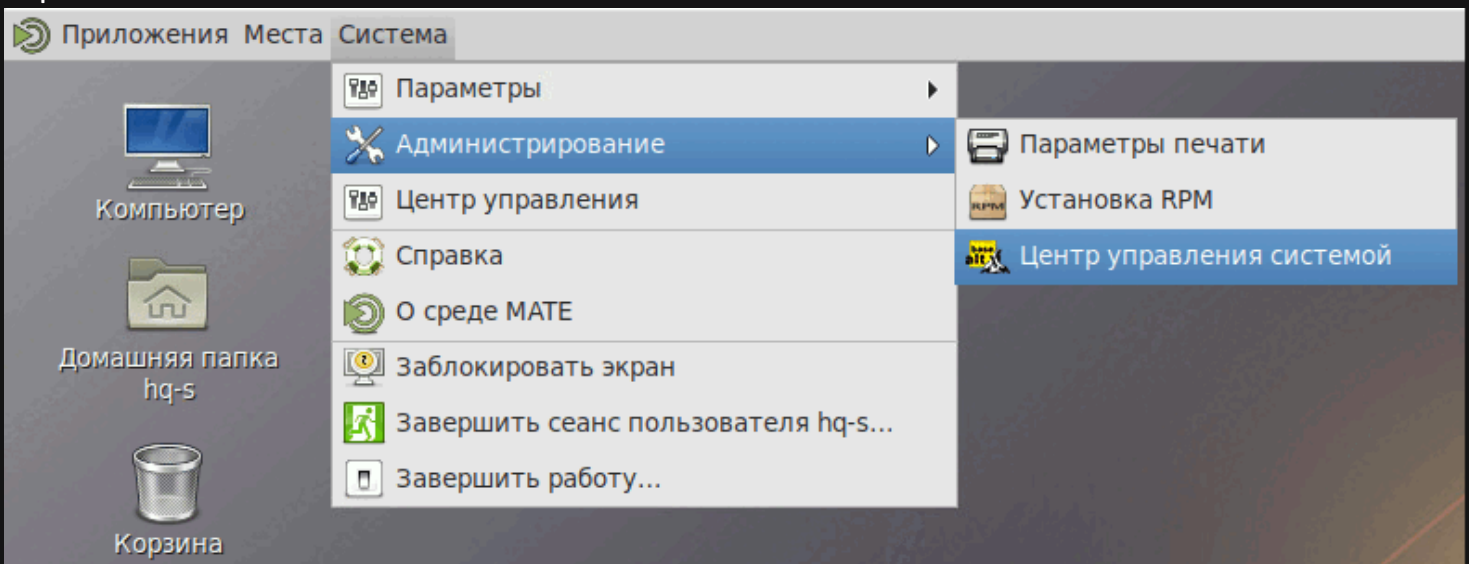 Приложения Места Система
Параметры
Администрирование
Параметры печати
Компьютер
Центр управления
Установка RPM
Справка
Центр управления системой
О среде MATE
Домашняя папка
hq-s
Заблокировать экран
Завершить сеанс пользователя hq-s...
Завершить работу...
Корзина